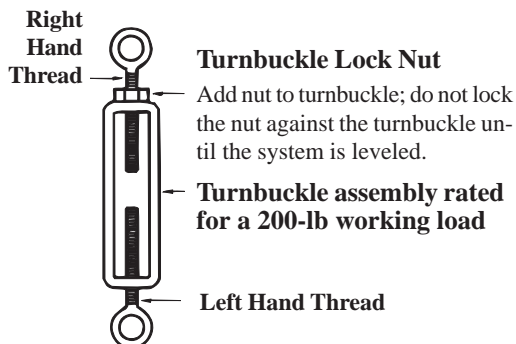 Right
Hand
Thread
Turnbuckle Lock Nut
Add nut to turnbuckle; do not lock
the nut against the turnbuckle un-
til the system is leveled.
Turnbuckle assembly rated
for a 200-lb working load
Left Hand Thread